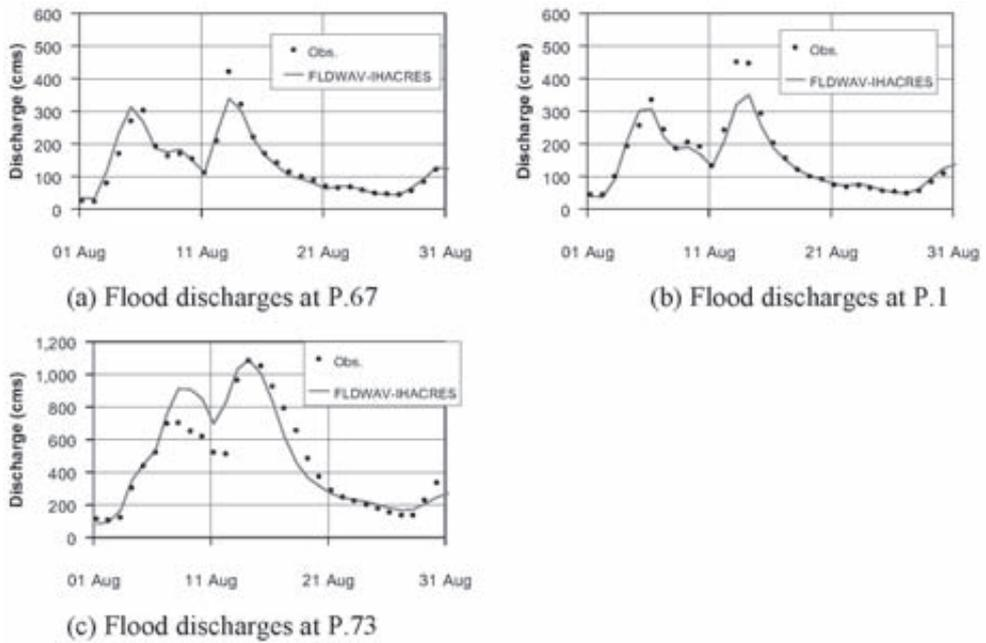 600
500
400
300
200
100
0
Discharge (cms)
Obs.
FLDWAV-IHACRES
01 Aug 11 Aug 21 Aug 31 Aug
(a) Flood discharges at P.67
600
500
400
300
200
100
0
Discharge (cms)
Obs.
FLDWAV-IHACRES
01 Aug 11 Aug 21 Aug 31 Aug
(b) Flood discharges at P.1
1,200
1,000
800
600
400
200
0
Discharge (cms)
Obs.
FLDWAV-IHACRES
01 Aug 11 Aug 21 Aug 31 Aug
(c) Flood discharges at P.73